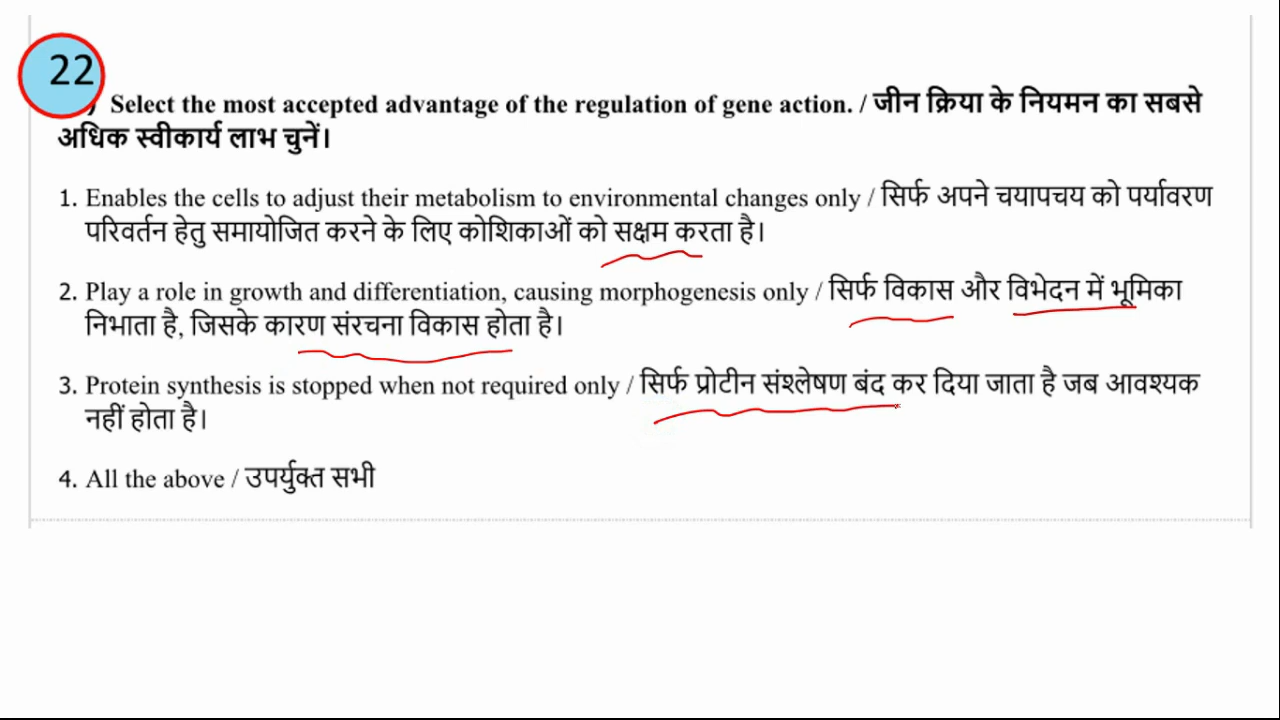 22
) Select the most accepted advantage of the regulation of gene action. / जीन क्रिया के नियमन का सबसे
अधिक स्वीकार्य लाभ चुनें।
1. Enables the cells to adjust their metabolism to environmental changes only / सिर्फ अपने चयापचय को पर्यावरण
परिवर्तन हेतु समायोजित करने के लिए कोशिकाओं को सक्षम करता है।
2. Play a role in growth and differentiation, causing morphogenesis only / सिर्फ विकास और विभेदन में भूमिका
निभाता है, जिसके कारण संरचना विकास होता है।
3. Protein synthesis is stopped when not required only / सिर्फ प्रोटीन संश्लेषण बंद कर दिया जाता है जब आवश्यक
नहीं होता है।
4. All the above / उपर्युक्त सभी